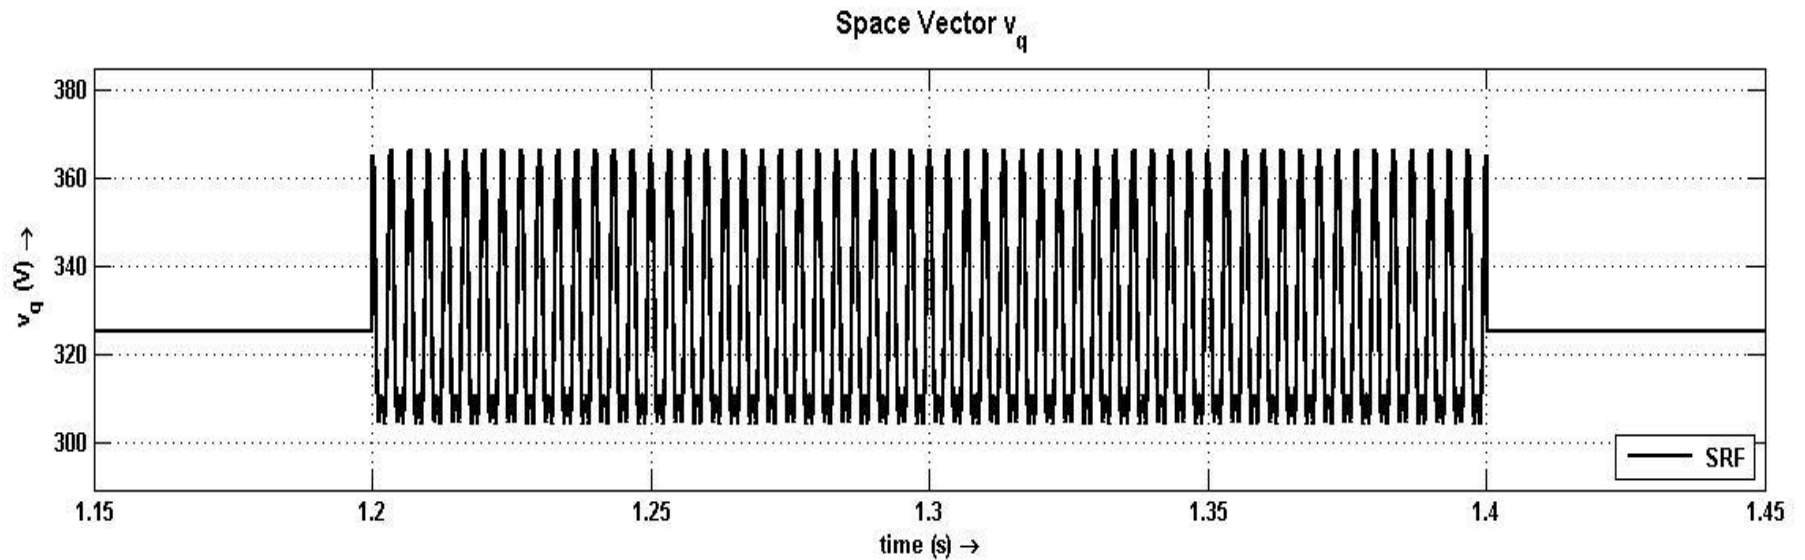 Space Vector v_q
380
360
340
320
300
v_q (V) →
1.15 1.2 1.25 1.3 1.35 1.4 1.45
time (s) →
SRF